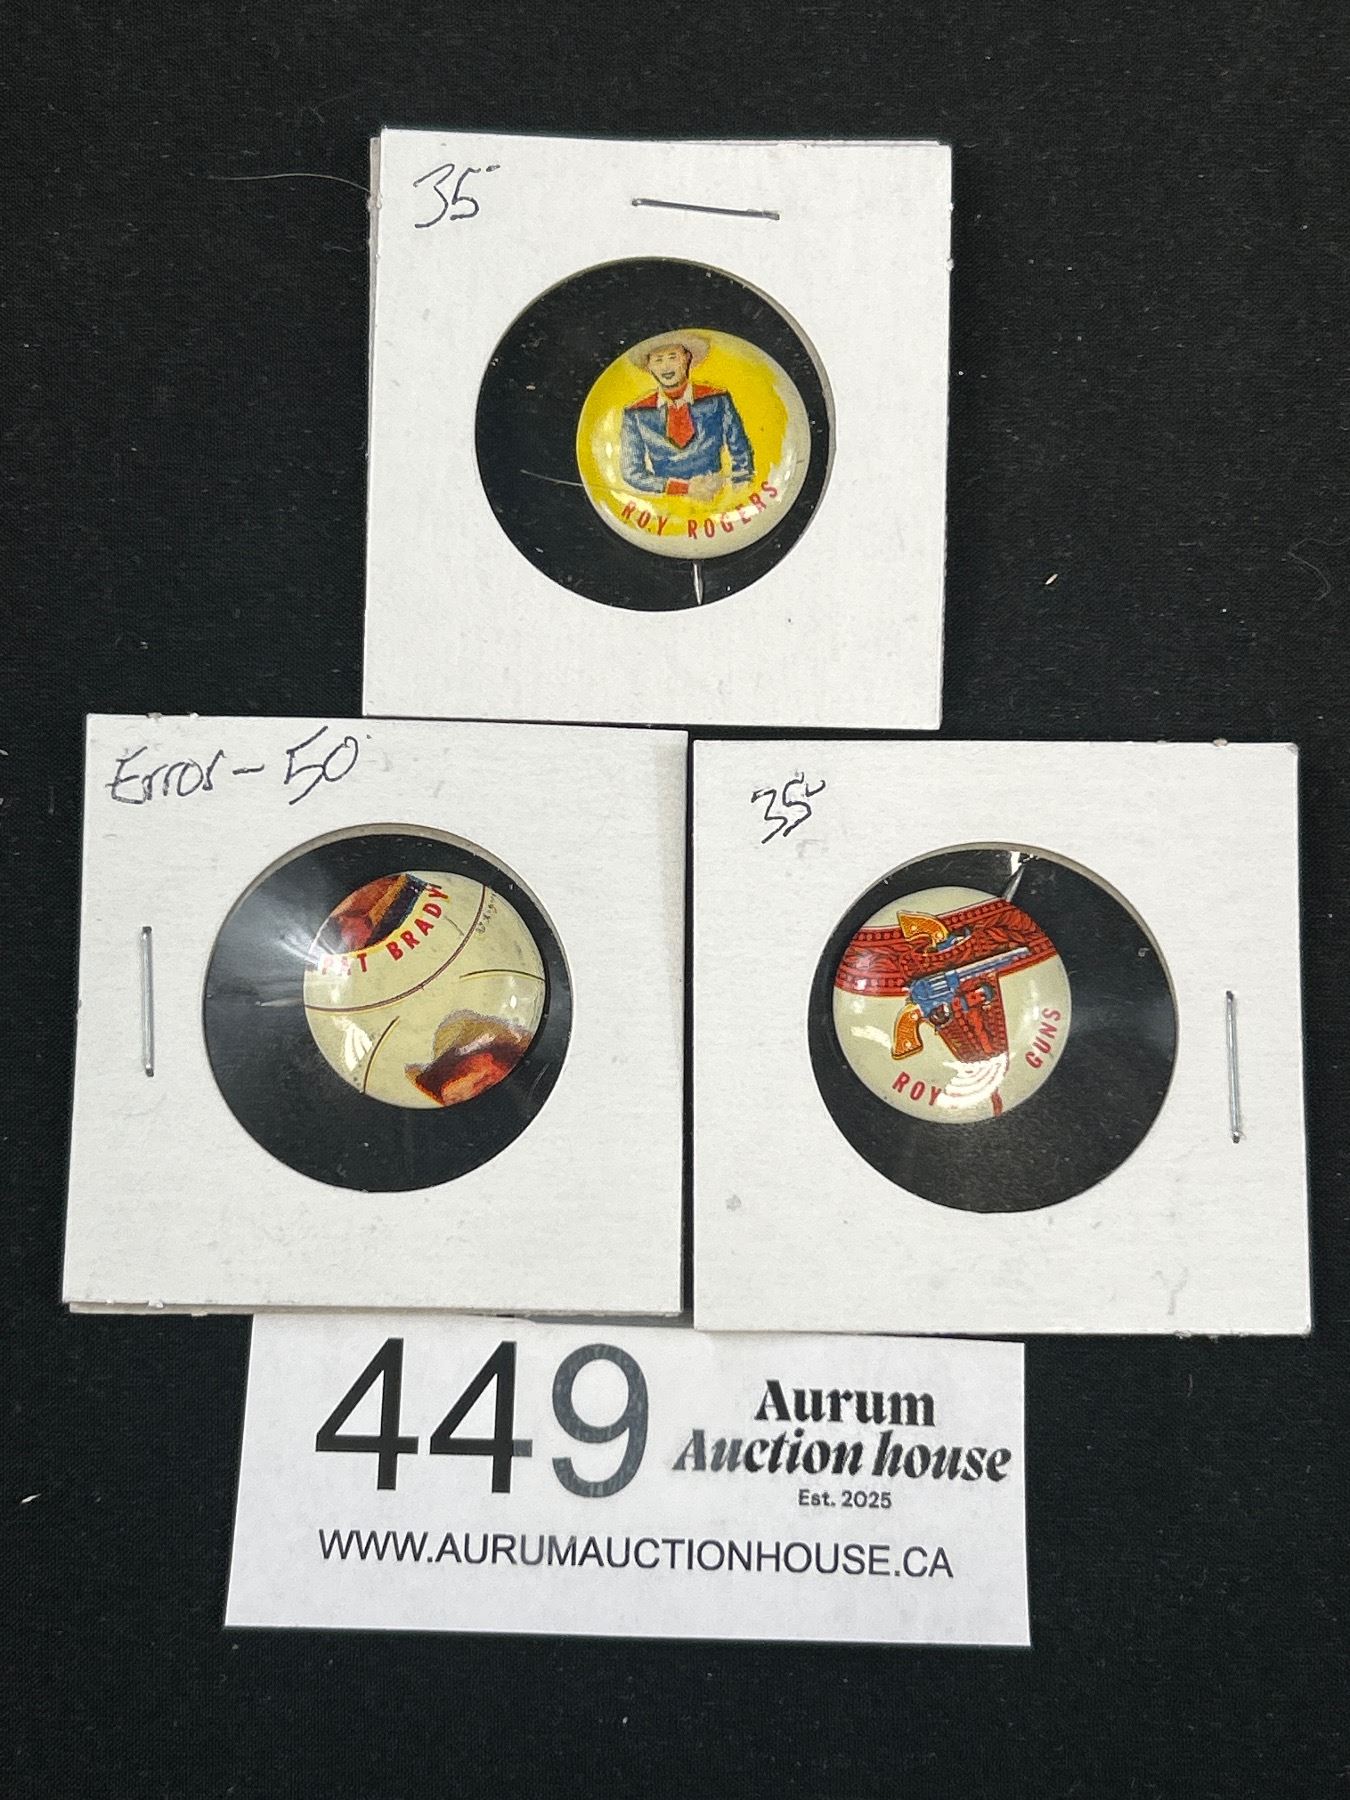 35
ROY ROGERS
Error - 50
PAT BRADY
35
ROY GUNS
449
Aurum
Auction house
Est. 2025
WWW.AURUMAUCTIONHOUSE.CA